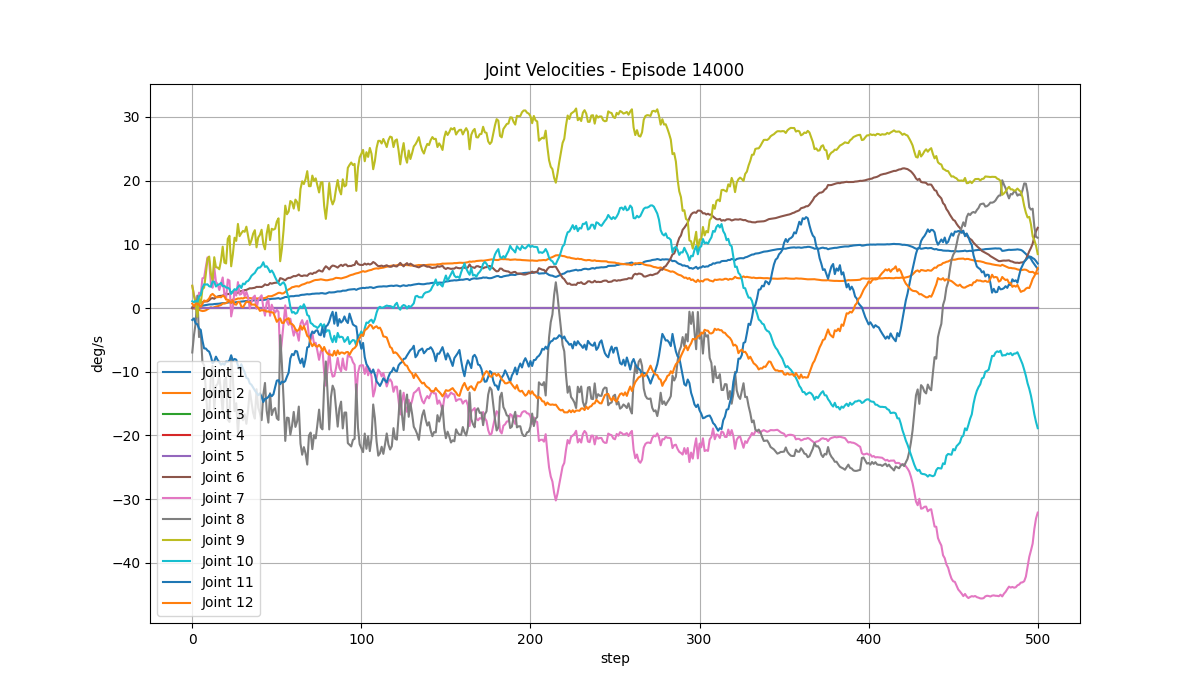 Joint Velocities - Episode 14000
deg/s
30
20
10
0
−10
−20
−30
−40
Joint 1
Joint 2
Joint 3
Joint 4
Joint 5
Joint 6
Joint 7
Joint 8
Joint 9
Joint 10
Joint 11
Joint 12
0 100 200 300 400 500
step